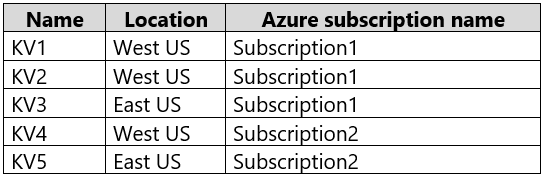 Name Location Azure subscription name
KV1 West US Subscription1
KV2 West US Subscription1
KV3 East US Subscription1
KV4 West US Subscription2
KV5 East US Subscription2